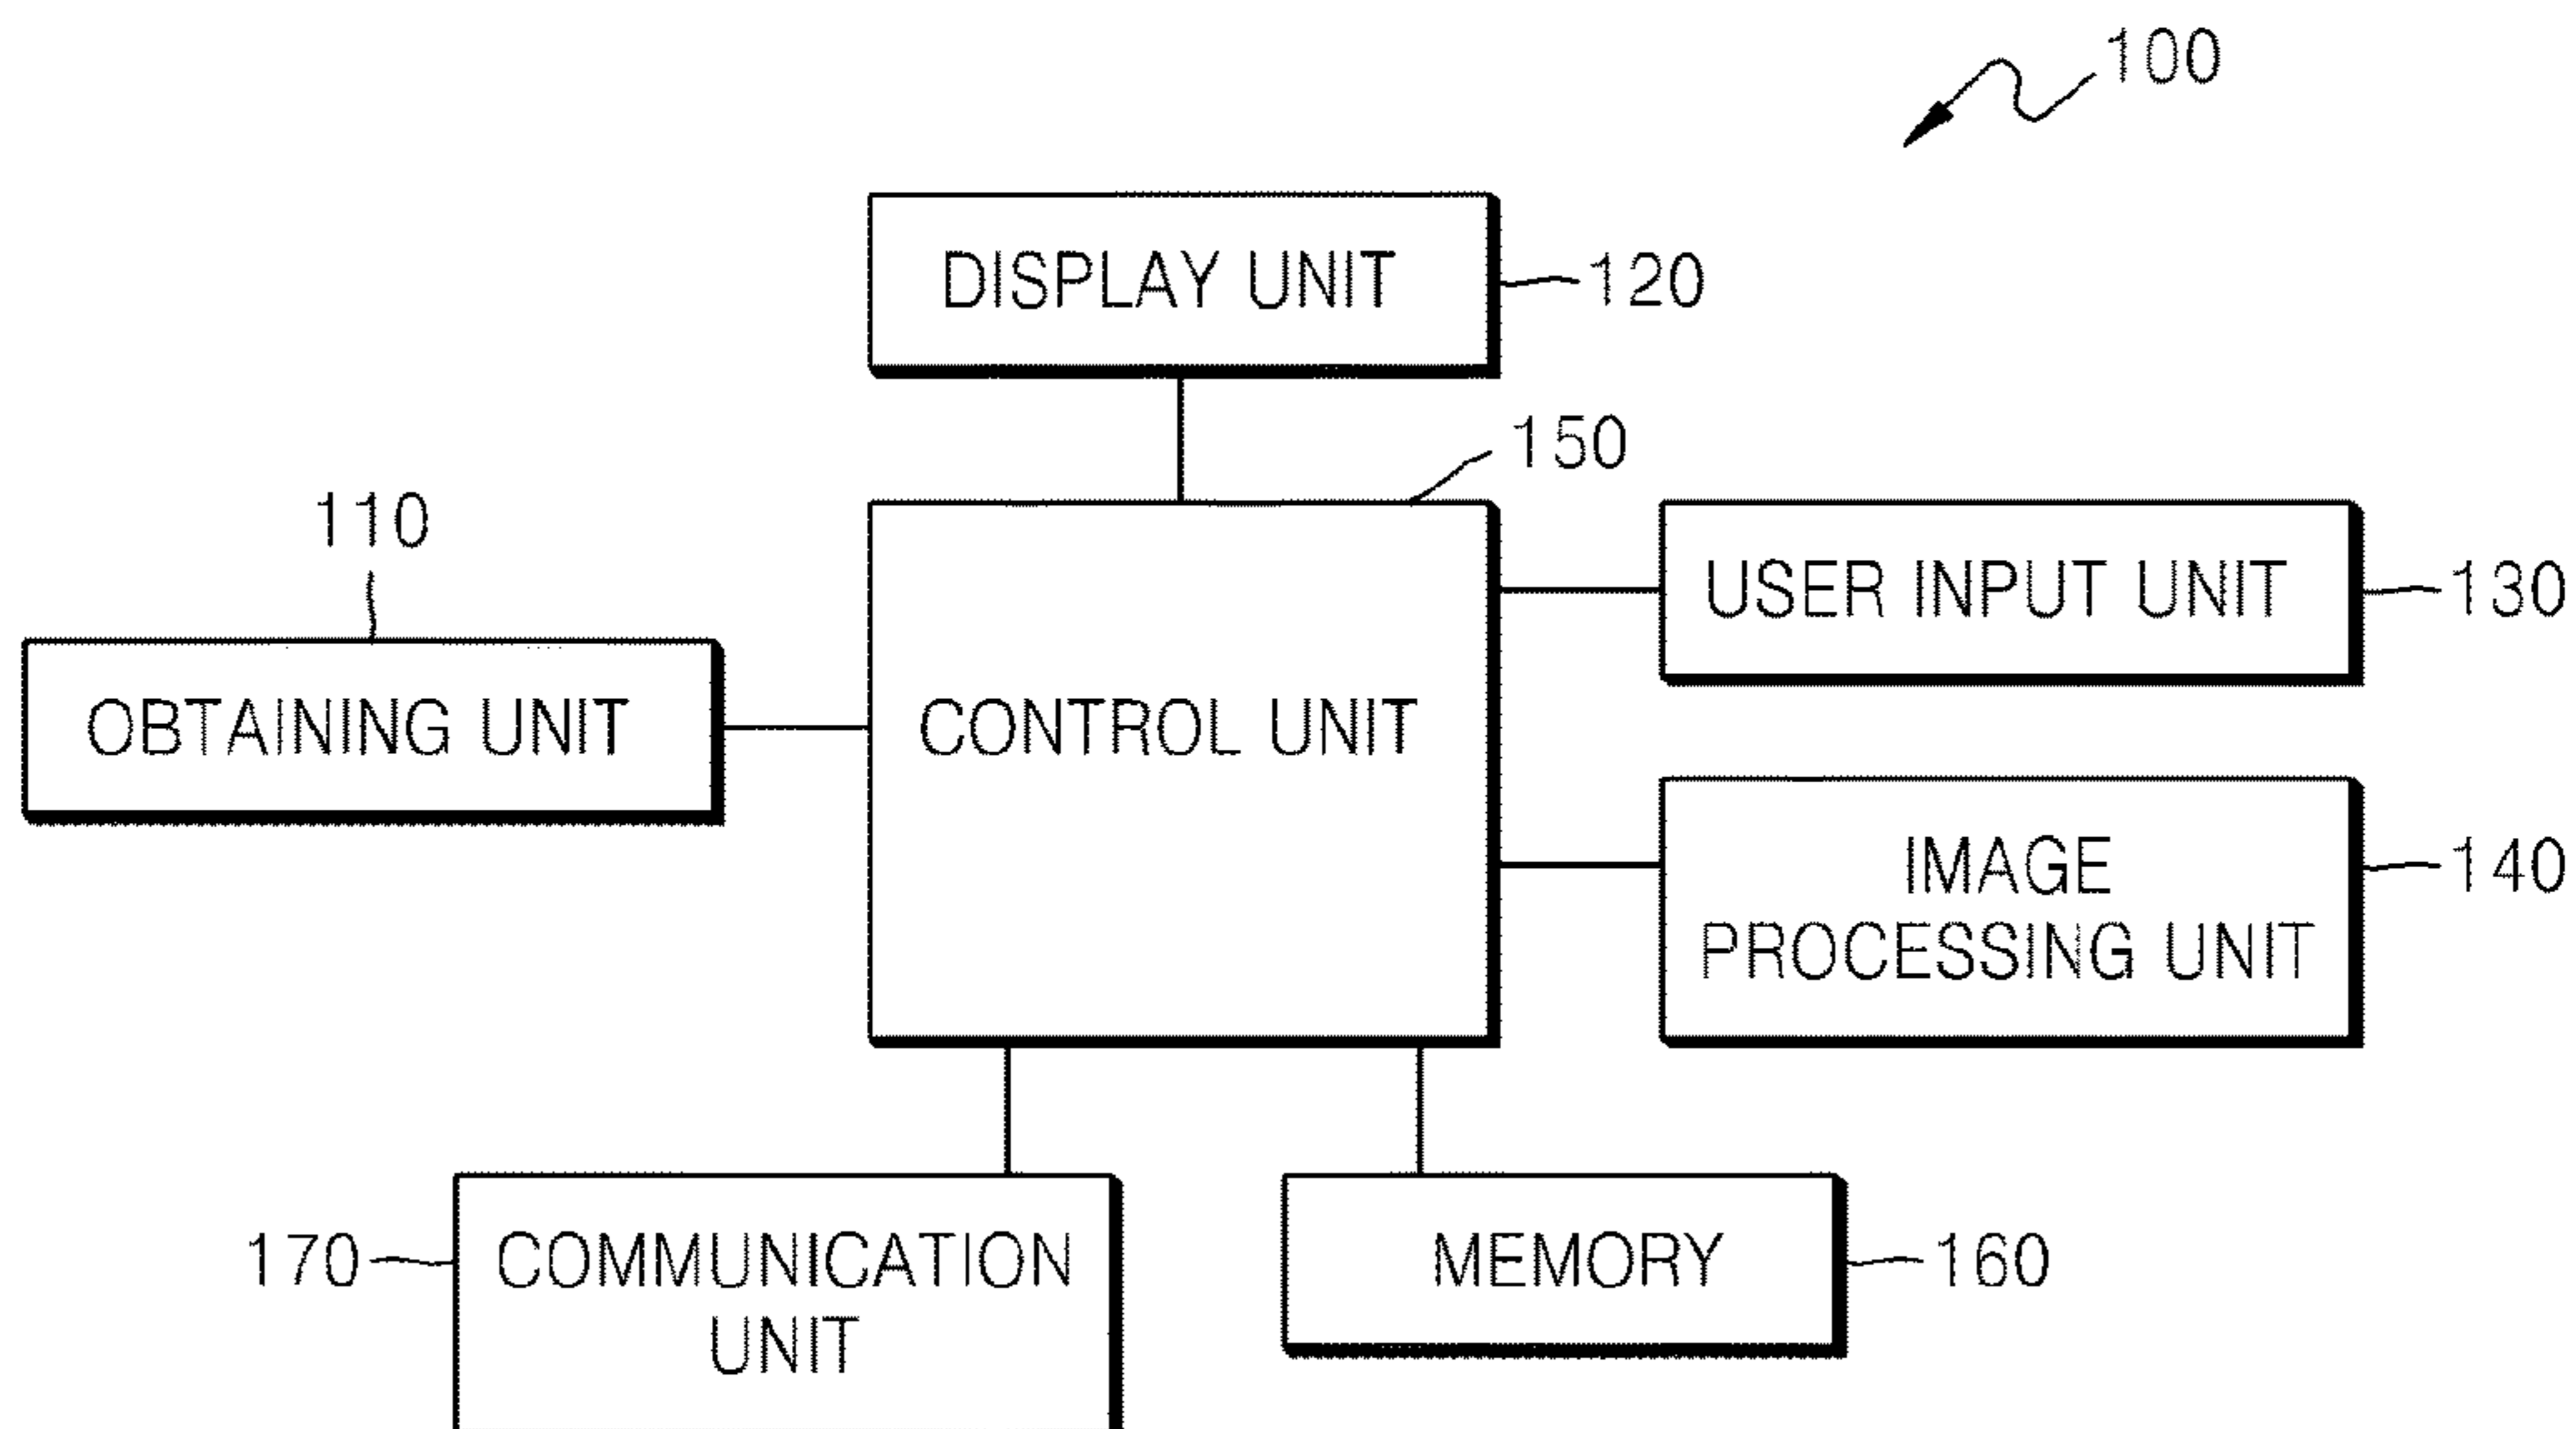 100
DISPLAY UNIT
120
150
110
USER INPUT UNIT
130
OBTAINING UNIT
CONTROL UNIT
IMAGE
PROCESSING UNIT
140
170
COMMUNICATION
UNIT
MEMORY
160